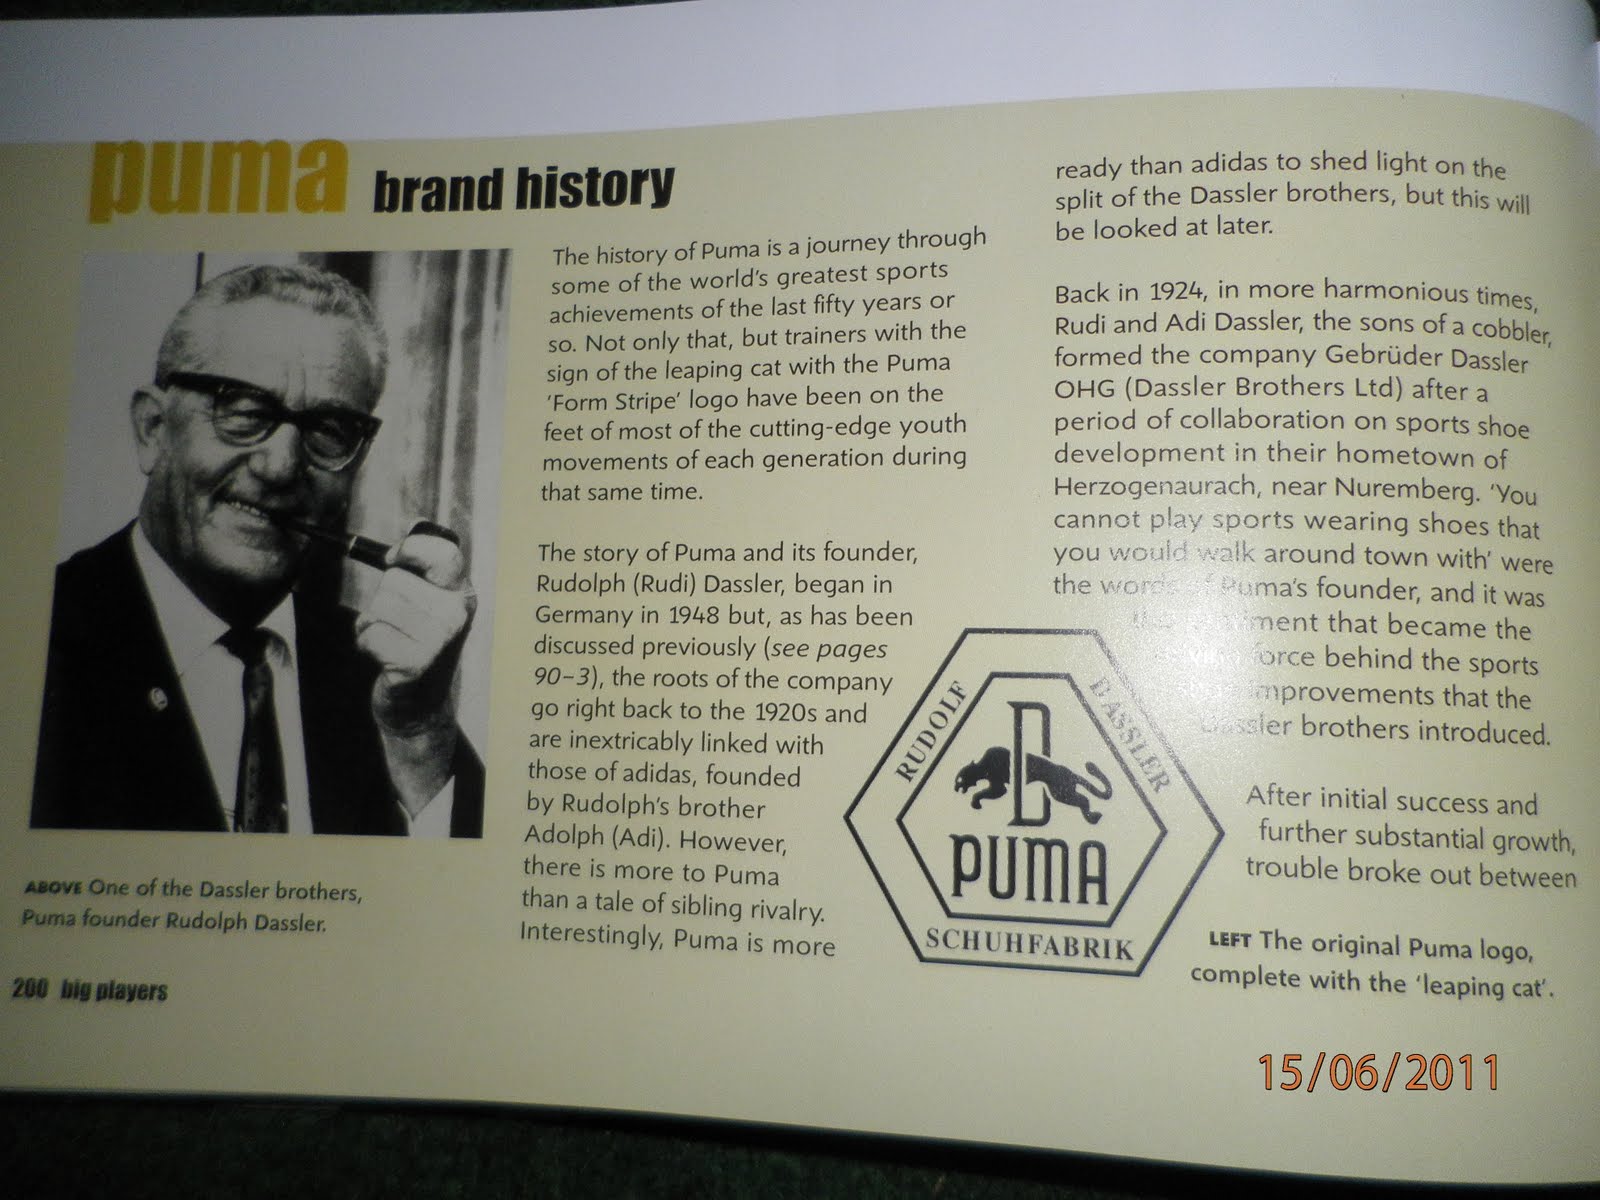 puma brand history
The history of Puma is a journey through
some of the world's greatest sports
achievements of the last fifty years or
so. Not only that, but trainers with the
sign of the leaping cat with the Puma
'Form Stripe' logo have been on the
feet of most of the cutting-edge youth
movements of each generation during
that same time.
The story of Puma and its founder,
Rudolph (Rudi) Dassler, began in
Germany in 1948 but, as has been
discussed previously (see pages
90–3), the roots of the company
go right back to the 1920s and
are inextricably linked with
those of adidas, founded
by Rudolph's brother
Adolph (Adi). However,
there is more to Puma
than a tale of sibling rivalry.
Interestingly, Puma is more
ready than adidas to shed light on the
split of the Dassler brothers, but this will
be looked at later.
Back in 1924, in more harmonious times,
Rudi and Adi Dassler, the sons of a cobbler,
formed the company Gebrüder Dassler
OHG (Dassler Brothers Ltd) after a
period of collaboration on sports shoe
development in their hometown of
Herzogenaurach, near Nuremberg. 'You
cannot play sports wearing shoes that
you would walk around town with' were
the words of Puma's founder, and it was
this sentiment that became the
force behind the sports
improvements that the
Dassler brothers introduced.
After initial success and
further substantial growth,
trouble broke out between
RUDOLF DASSLER
D
PUMA
SCHUHFABRIK
LEFT The original Puma logo,
complete with the 'leaping cat'.
ABOVE One of the Dassler brothers,
Puma founder Rudolph Dassler.
200 big players
15/06/2011